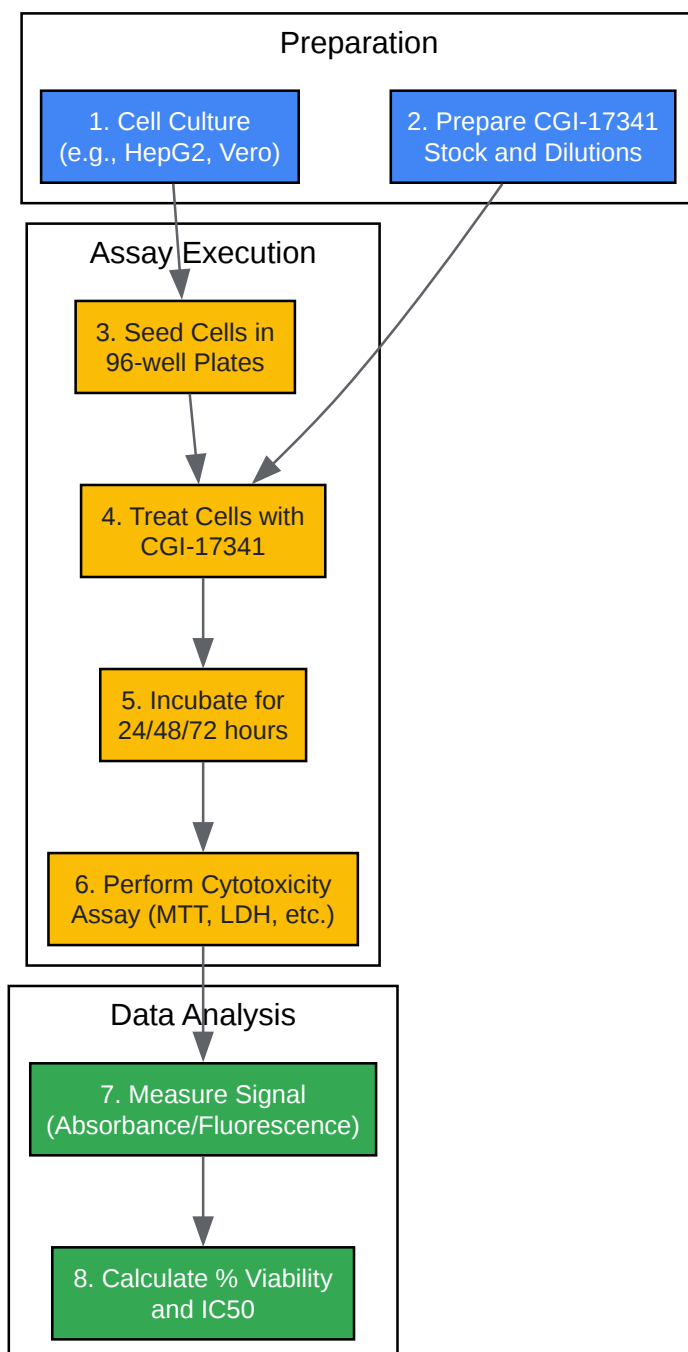 Preparation
1. Cell Culture
(e.g., HepG2, Vero)
2. Prepare CGI-17341
Stock and Dilutions
Assay Execution
3. Seed Cells in
96-well Plates
4. Treat Cells with
CGI-17341
5. Incubate for
24/48/72 hours
6. Perform Cytotoxicity
Assay (MTT, LDH, etc.)
Data Analysis
7. Measure Signal
(Absorbance/Fluorescence)
8. Calculate % Viability
and IC50